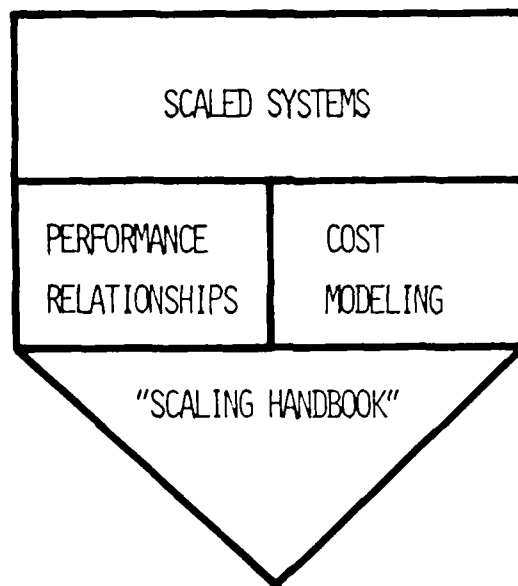 SCALED SYSTEMS
PERFORMANCE
RELATIONSHIPS
COST
MODELING
"SCALING HANDBOOK"